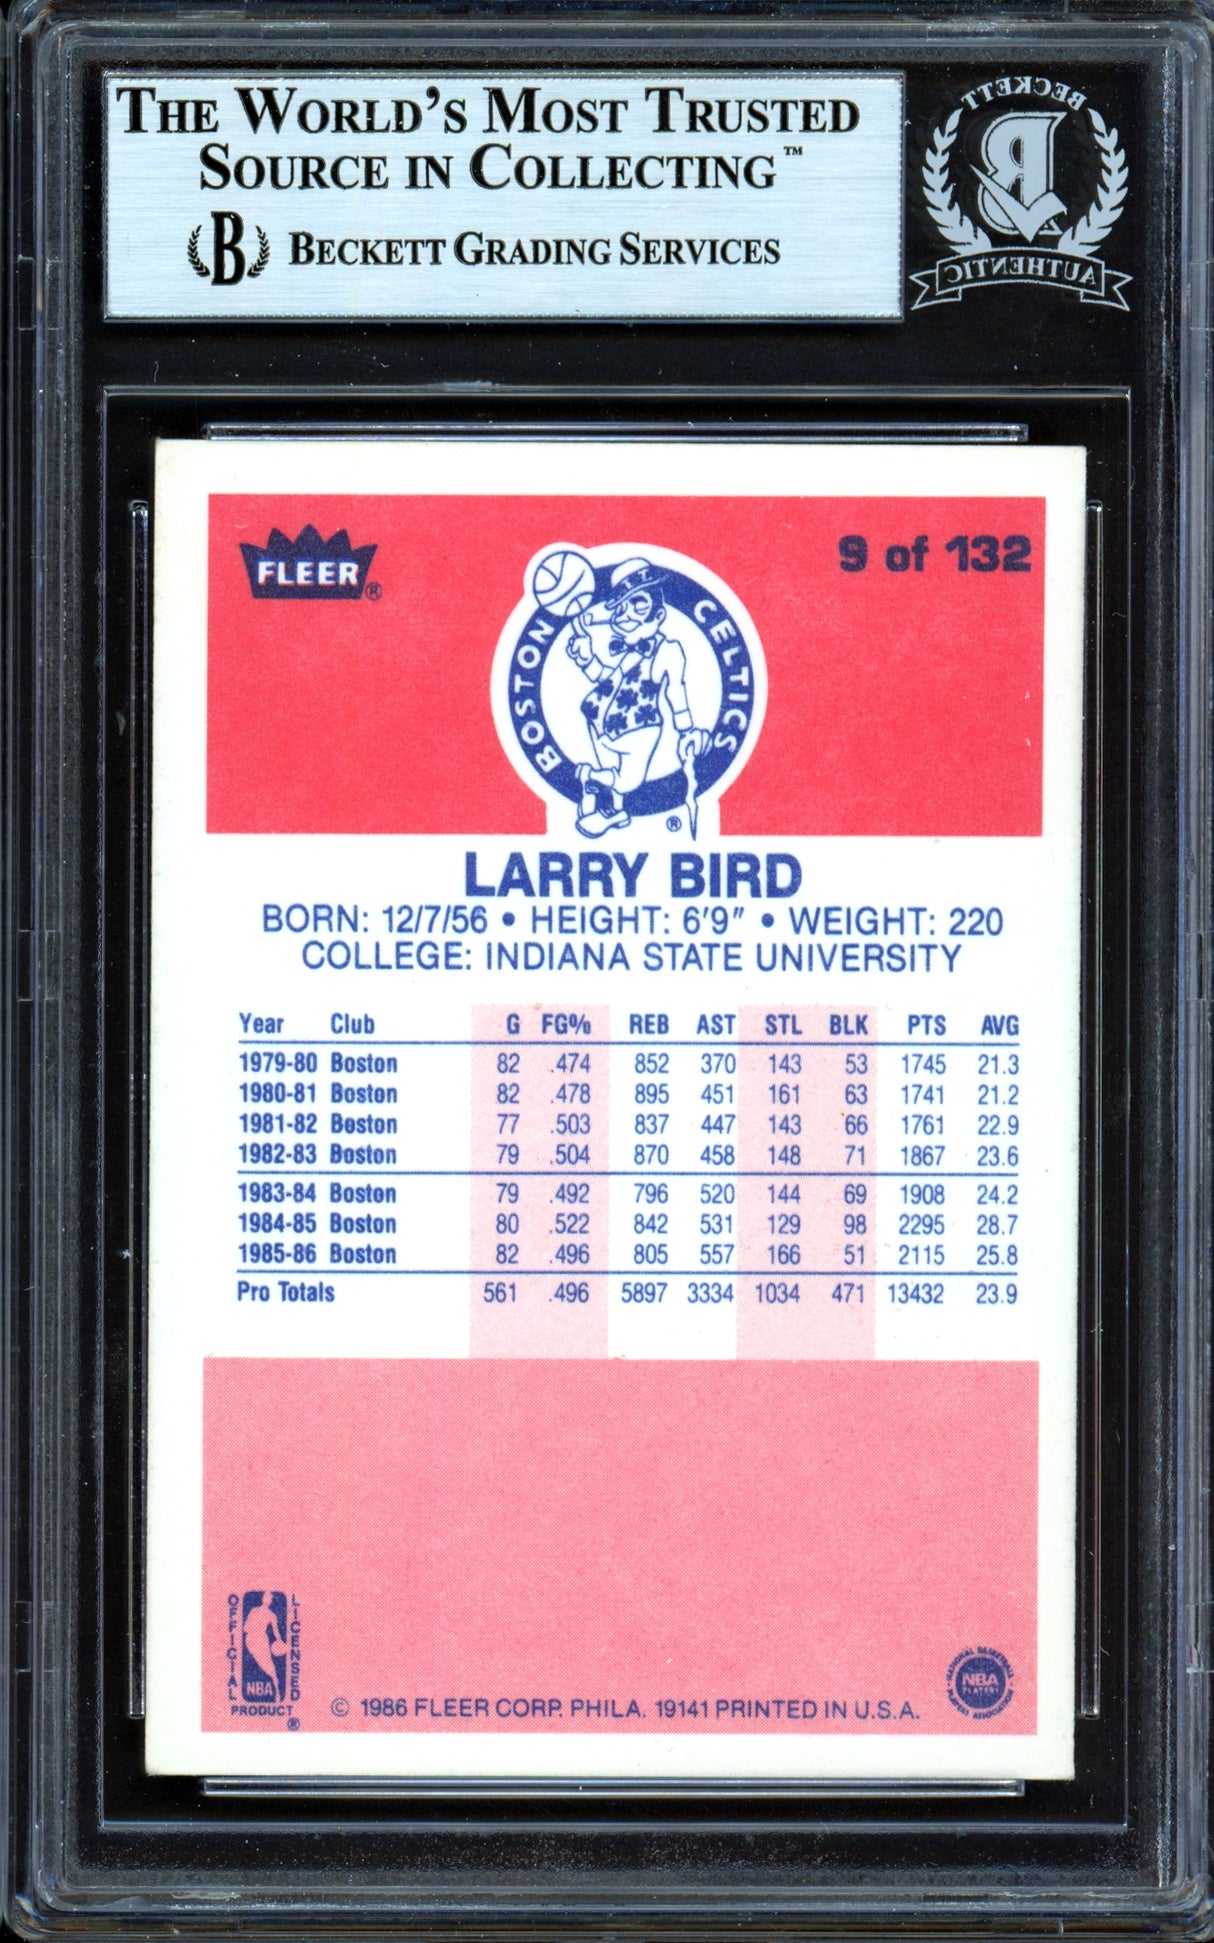 THE WORLD'S MOST TRUSTED
SOURCE IN COLLECTING™
B BECKETT GRADING SERVICES
BECKETT
B
AUTHENTIC
FLEER®
9 of 132
BOSTON CELTICS
®
LARRY BIRD
BORN: 12/7/56 • HEIGHT: 6'9" • WEIGHT: 220
COLLEGE: INDIANA STATE UNIVERSITY
Year Club G FG% REB AST STL BLK PTS AVG
1979-80 Boston 82 .474 852 370 143 53 1745 21.3
1980-81 Boston 82 .478 895 451 161 63 1741 21.2
1981-82 Boston 77 .503 837 447 143 66 1761 22.9
1982-83 Boston 79 .504 870 458 148 71 1867 23.6
1983-84 Boston 79 .492 796 520 144 69 1908 24.2
1984-85 Boston 80 .522 842 531 129 98 2295 28.7
1985-86 Boston 82 .496 805 557 166 51 2115 25.8
Pro Totals 561 .496 5897 3334 1034 471 13432 23.9
OFFICIAL LICENSED
NBA
PRODUCT
®
© 1986 FLEER CORP. PHILA. 19141 PRINTED IN U.S.A.
NATIONAL BASKETBALL
NBA
PLAYERS
PLAYERS ASSOCIATION